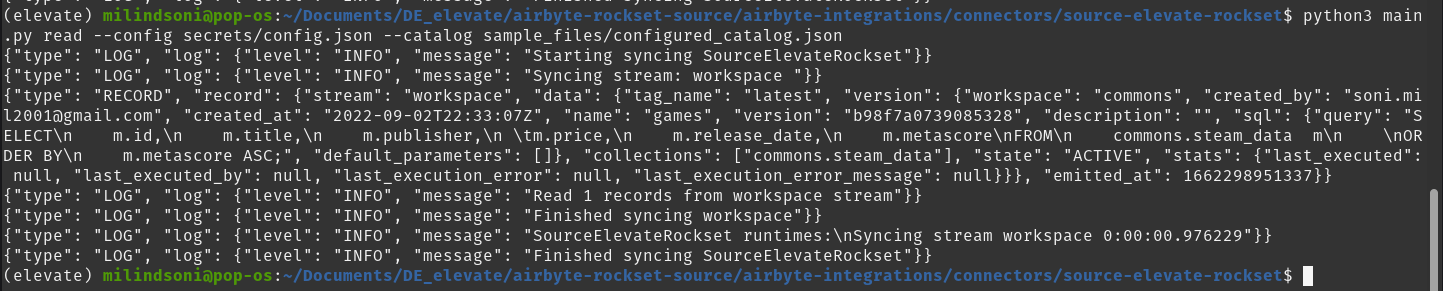 (elevate) milindsoni@pop-os:~/Documents/DE_elevate/airbyte-rockset-source/airbyte-integrations/connectors/source-elevate-rockset$ python3 main
.py read --config secrets/config.json --catalog sample_files/configured_catalog.json
{"type": "LOG", "log": {"level": "INFO", "message": "Starting syncing SourceElevateRockset"}}
{"type": "LOG", "log": {"level": "INFO", "message": "Syncing stream: workspace "}}
{"type": "RECORD", "record": {"stream": "workspace", "data": {"tag_name": "latest", "version": {"workspace": "commons", "created_by": "soni.mi
l2001@gmail.com", "created_at": "2022-09-02T22:33:07Z", "name": "games", "version": "b98f7a0739085328", "description": "", "sql": {"query": "S
ELECT\n    m.id,\n    m.title,\n    m.publisher,\n \tm.price,\n    m.release_date,\n    m.metascore\nFROM\n    commons.steam_data  m\n    \nOR
DER BY\n    m.metascore ASC;", "default_parameters": []}, "collections": ["commons.steam_data"], "state": "ACTIVE", "stats": {"last_executed":
 null, "last_executed_by": null, "last_execution_error": null, "last_execution_error_message": null}}}, "emitted_at": 1662298951337}}
{"type": "LOG", "log": {"level": "INFO", "message": "Read 1 records from workspace stream"}}
{"type": "LOG", "log": {"level": "INFO", "message": "Finished syncing workspace"}}
{"type": "LOG", "log": {"level": "INFO", "message": "SourceElevateRockset runtimes:\nSyncing stream workspace 0:00:00.976229"}}
{"type": "LOG", "log": {"level": "INFO", "message": "Finished syncing SourceElevateRockset"}}
(elevate) milindsoni@pop-os:~/Documents/DE_elevate/airbyte-rockset-source/airbyte-integrations/connectors/source-elevate-rockset$